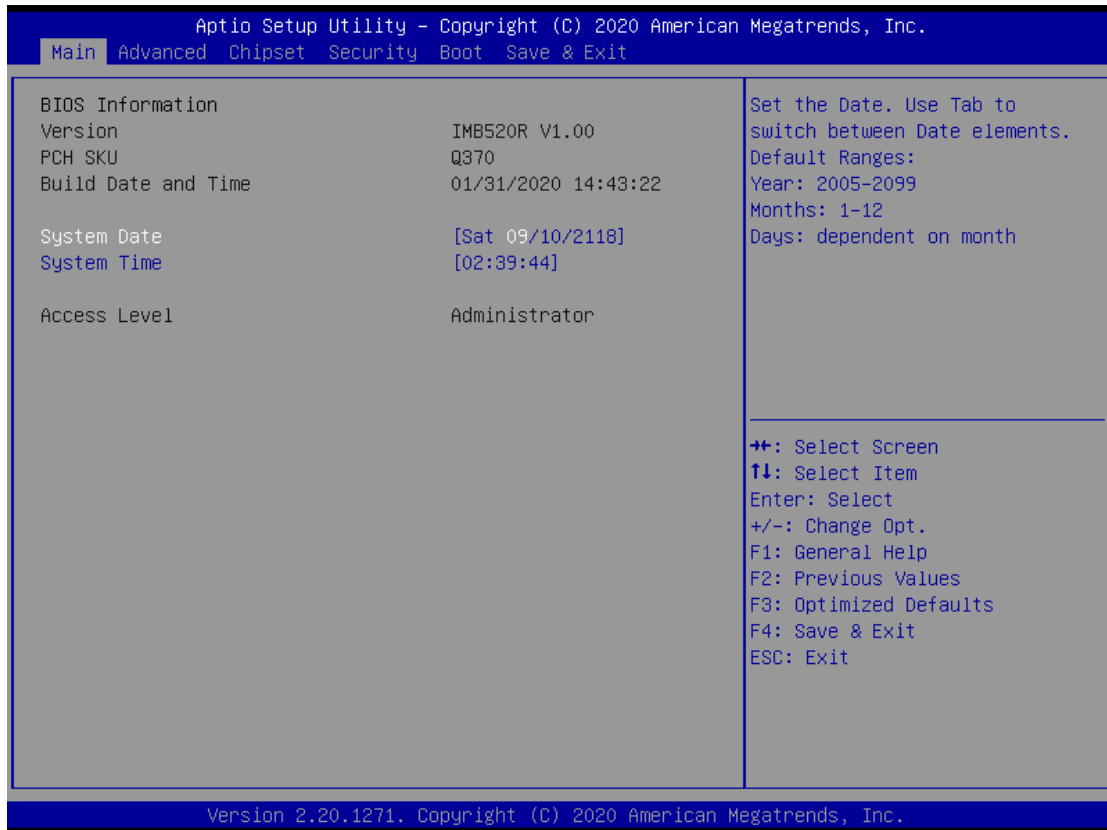 Aptio Setup Utility – Copyright (C) 2020 American Megatrends, Inc.
Main Advanced Chipset Security Boot Save & Exit
BIOS Information
Version IMB520R V1.00
PCH SKU Q370
Build Date and Time 01/31/2020 14:43:22
System Date [Sat 09/10/2118]
System Time [02:39:44]
Access Level Administrator
Set the Date. Use Tab to
switch between Date elements.
Default Ranges:
Year: 2005-2099
Months: 1-12
Days: dependent on month
→←: Select Screen
↑↓: Select Item
Enter: Select
+/-: Change Opt.
F1: General Help
F2: Previous Values
F3: Optimized Defaults
F4: Save & Exit
ESC: Exit
Version 2.20.1271. Copyright (C) 2020 American Megatrends, Inc.